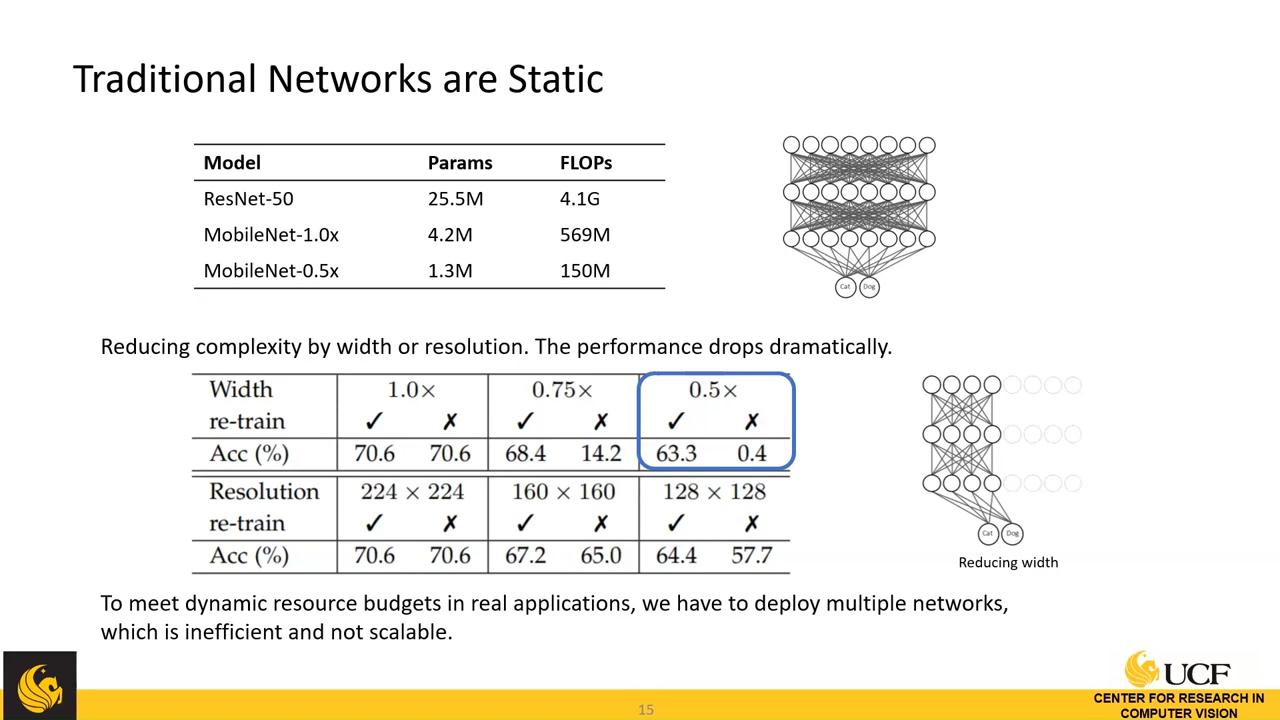 Traditional Networks are Static
Model Params FLOPs
ResNet-50 25.5M 4.1G
MobileNet-1.0x 4.2M 569M
MobileNet-0.5x 1.3M 150M
Cat Dog
Reducing complexity by width or resolution. The performance drops dramatically.
Width 1.0× 0.75× 0.5×
re-train ✓ ✗ ✓ ✗ ✓ ✗
Acc (%) 70.6 70.6 68.4 14.2 63.3 0.4
Resolution 224 × 224 160 × 160 128 × 128
re-train ✓ ✗ ✓ ✗ ✓ ✗
Acc (%) 70.6 70.6 67.2 65.0 64.4 57.7
Cat Dog
Reducing width
To meet dynamic resource budgets in real applications, we have to deploy multiple networks,
which is inefficient and not scalable.
UCF
CENTER FOR RESEARCH IN
COMPUTER VISION
15